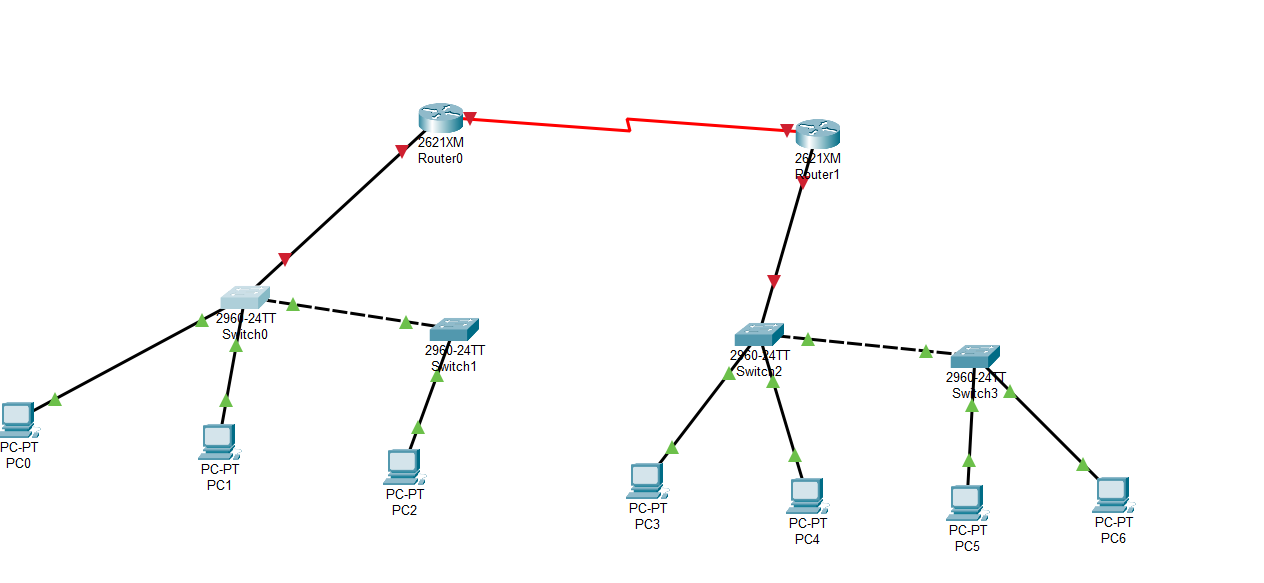 2621XM
Router0
2621XM
Router1
2960-24TT
Switch0
2960-24TT
Switch1
2960-24TT
Switch2
2960-24TT
Switch3
PC-PT
PC0
PC-PT
PC1
PC-PT
PC2
PC-PT
PC3
PC-PT
PC4
PC-PT
PC5
PC-PT
PC6